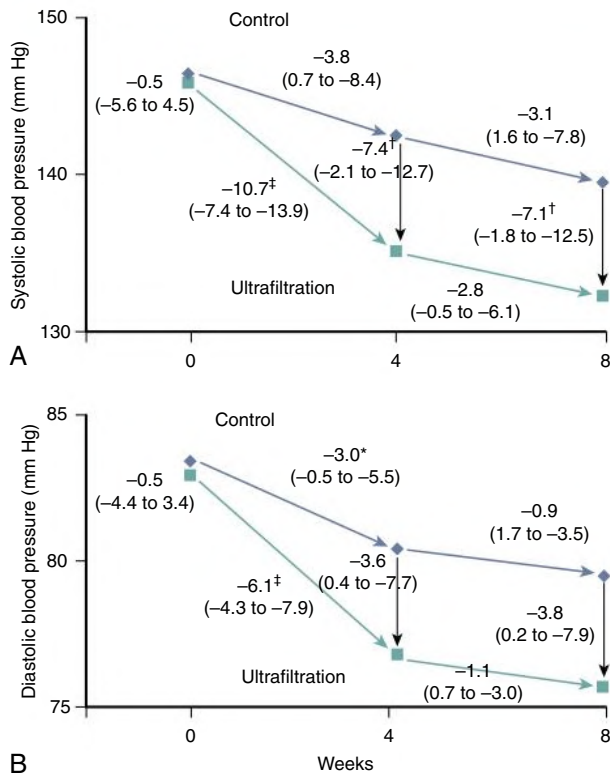 150
Control
–3.8
(0.7 to –8.4)
–0.5
(–5.6 to 4.5)
–3.1
(1.6 to –7.8)
–7.4†
(–2.1 to –12.7)
140
–10.7‡
(–7.4 to –13.9)
–7.1†
(–1.8 to –12.5)
Ultrafiltration
–2.8
(–0.5 to –6.1)
130
Systolic blood pressure (mm Hg)
A
0
4
8
85
Control
–3.0*
(–0.5 to –5.5)
–0.5
(–4.4 to 3.4)
–0.9
(1.7 to –3.5)
80
–3.6
(0.4 to –7.7)
–6.1‡
(–4.3 to –7.9)
–3.8
(0.2 to –7.9)
Ultrafiltration
–1.1
(0.7 to –3.0)
75
Diastolic blood pressure (mm Hg)
B
0
4
8
Weeks